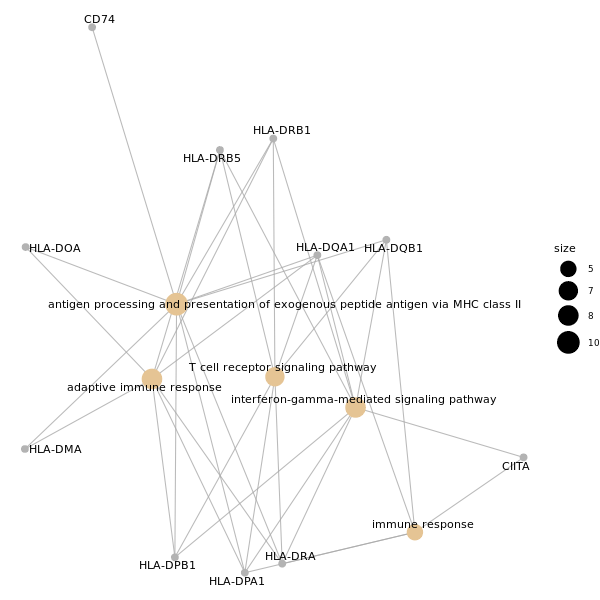 CD74
HLA-DRB1
HLA-DRB5
HLA-DOA
HLA-DQA1
HLA-DQB1
size
5
7
8
10
antigen processing and presentation of exogenous peptide antigen via MHC class II
T cell receptor signaling pathway
adaptive immune response
interferon-gamma-mediated signaling pathway
HLA-DMA
CIITA
immune response
HLA-DRA
HLA-DPB1
HLA-DPA1